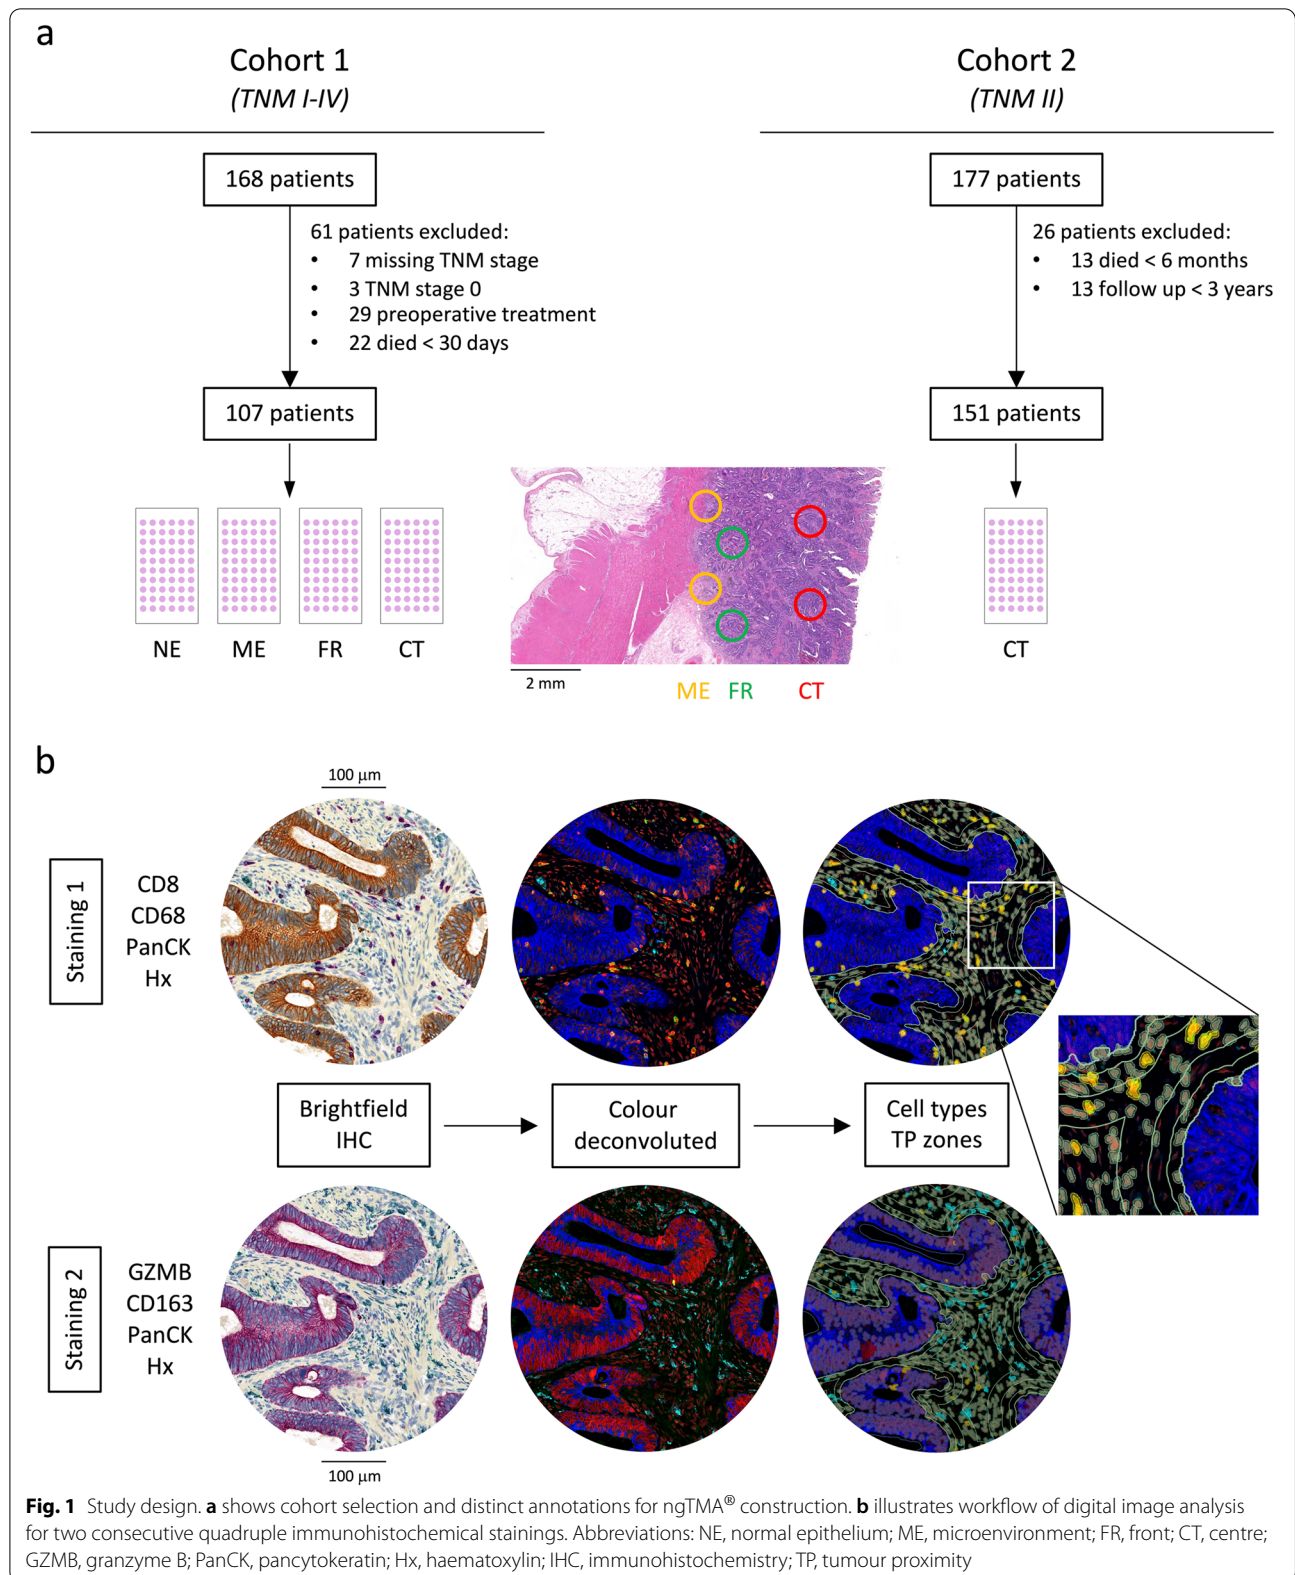 a
Cohort 1
(TNM I-IV)
168 patients
61 patients excluded:
• 7 missing TNM stage
• 3 TNM stage 0
• 29 preoperative treatment
• 22 died < 30 days
107 patients
NE ME FR CT
Cohort 2
(TNM II)
177 patients
26 patients excluded:
• 13 died < 6 months
• 13 follow up < 3 years
151 patients
CT
2 mm
ME FR CT
b
100 μm
Staining 1
CD8
CD68
PanCK
Hx
Brightfield
IHC
Colour
deconvoluted
Cell types
TP zones
Staining 2
GZMB
CD163
PanCK
Hx
100 μm
Fig. 1 Study design. a shows cohort selection and distinct annotations for ngTMA® construction. b illustrates workflow of digital image analysis
for two consecutive quadruple immunohistochemical stainings. Abbreviations: NE, normal epithelium; ME, microenvironment; FR, front; CT, centre;
GZMB, granzyme B; PanCK, pancytokeratin; Hx, haematoxylin; IHC, immunohistochemistry; TP, tumour proximity